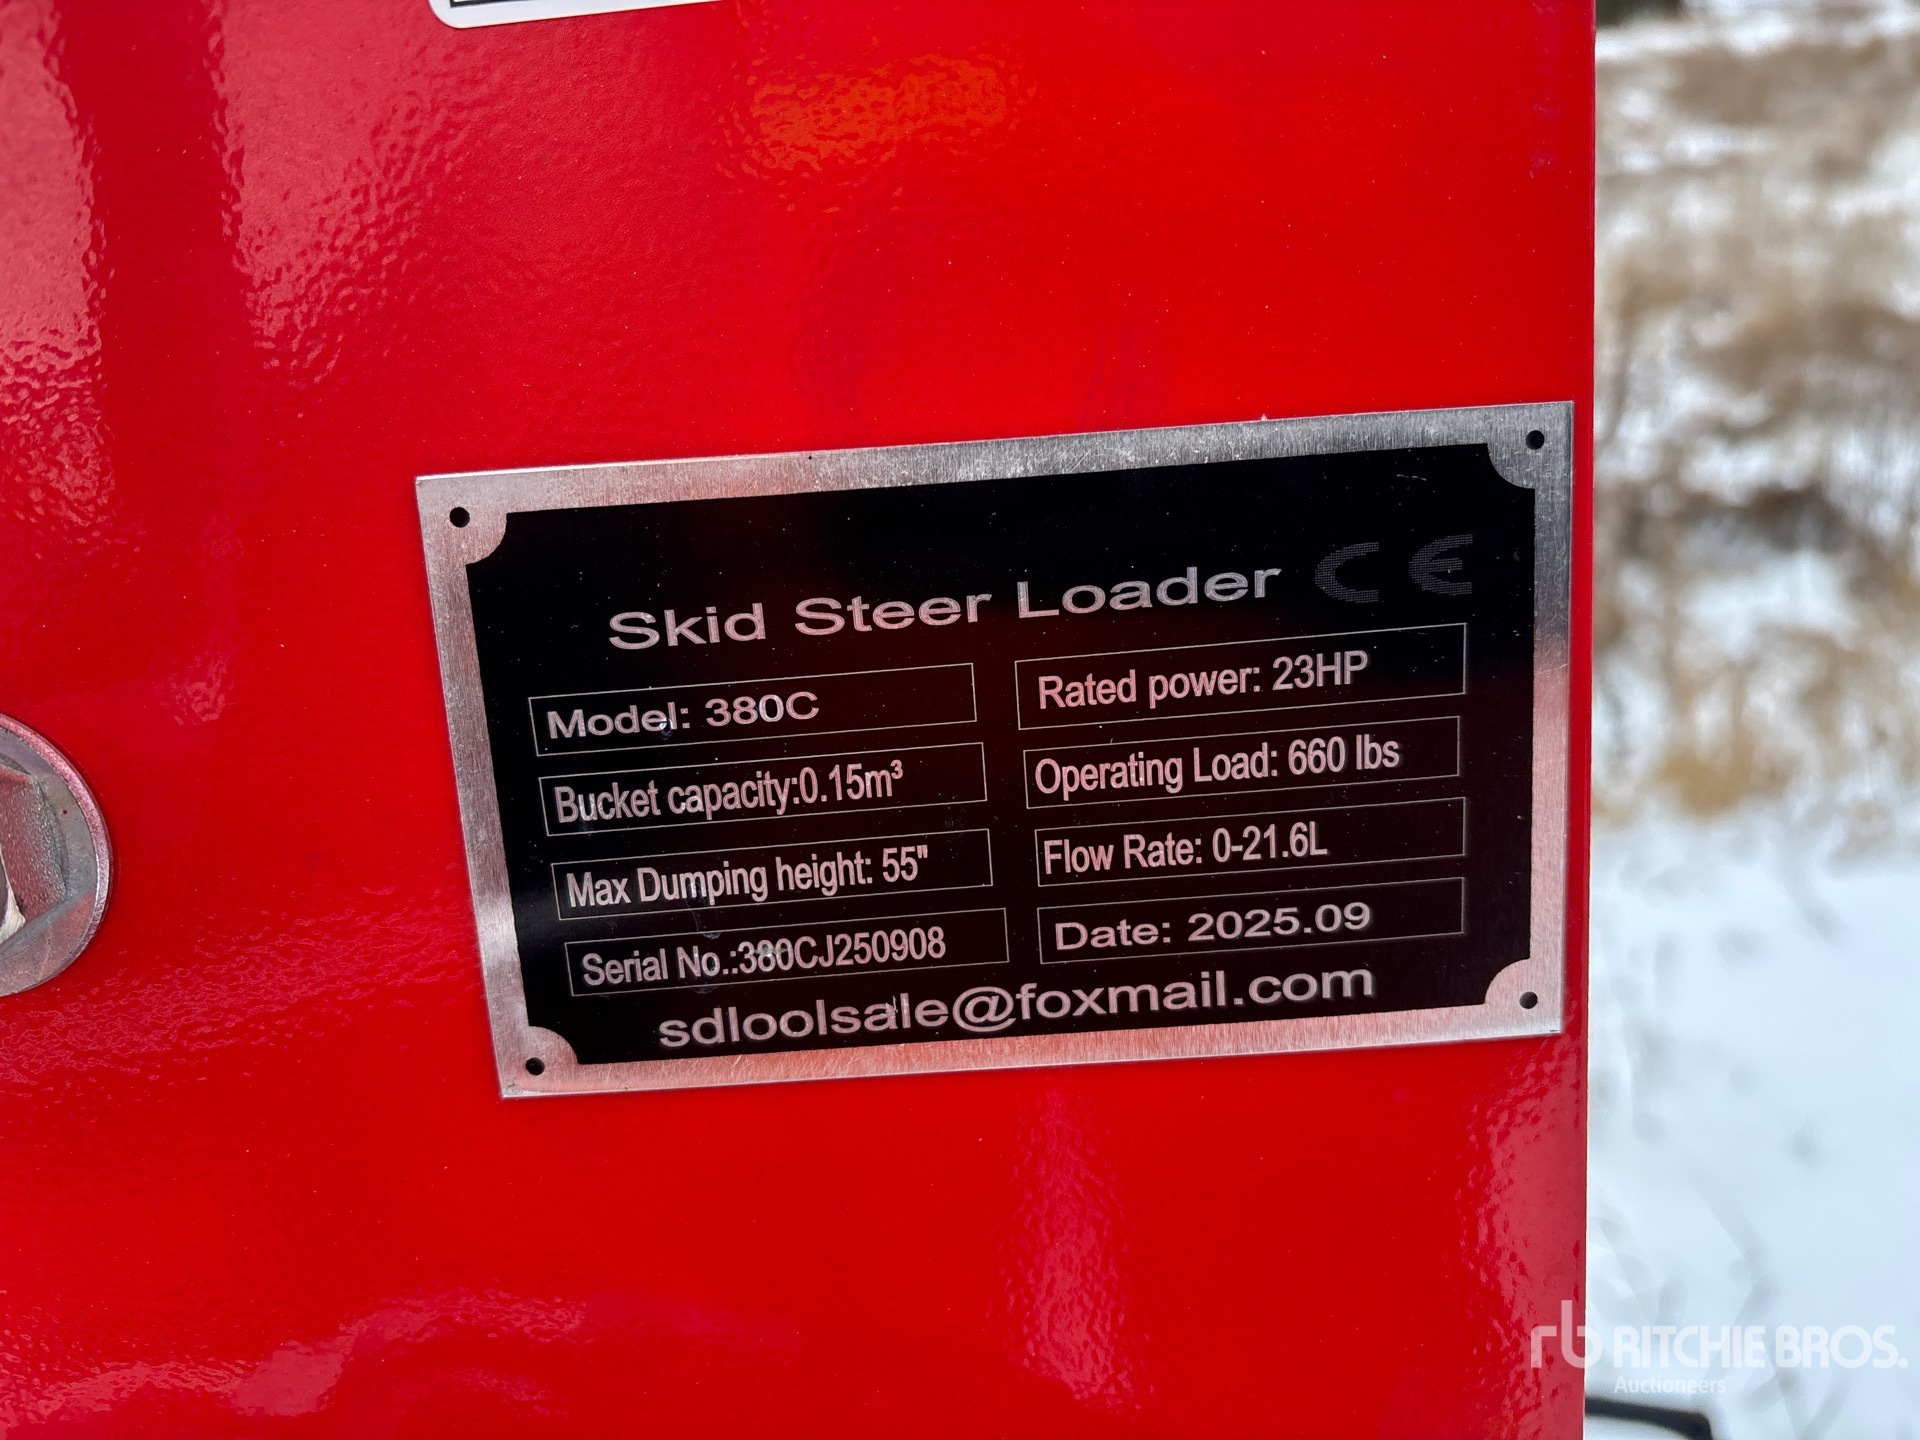 Skid Steer Loader CE
Model: 380C
Rated power: 23HP
Bucket capacity:0.15m³
Operating Load: 660 lbs
Max Dumping height: 55"
Flow Rate: 0-21.6L
Serial No.:380CJ250908
Date: 2025.09
sdloolsale@foxmail.com
rb RITCHIE BROS.
Auctioneers